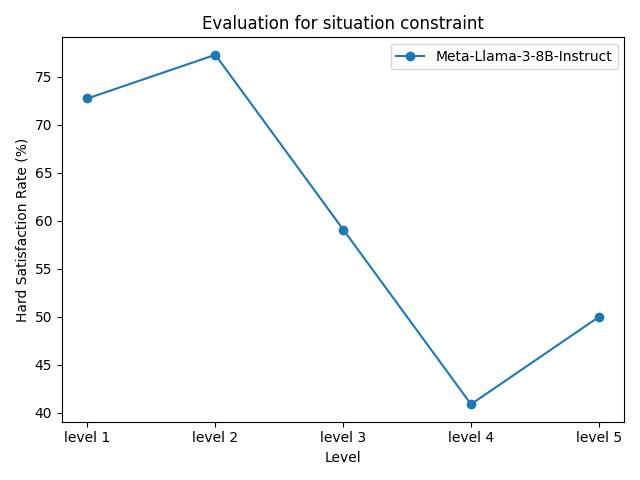 Evaluation for situation constraint
Meta-Llama-3-8B-Instruct
Hard Satisfaction Rate (%)
75
70
65
60
55
50
45
40
level 1 level 2 level 3 level 4 level 5
Level